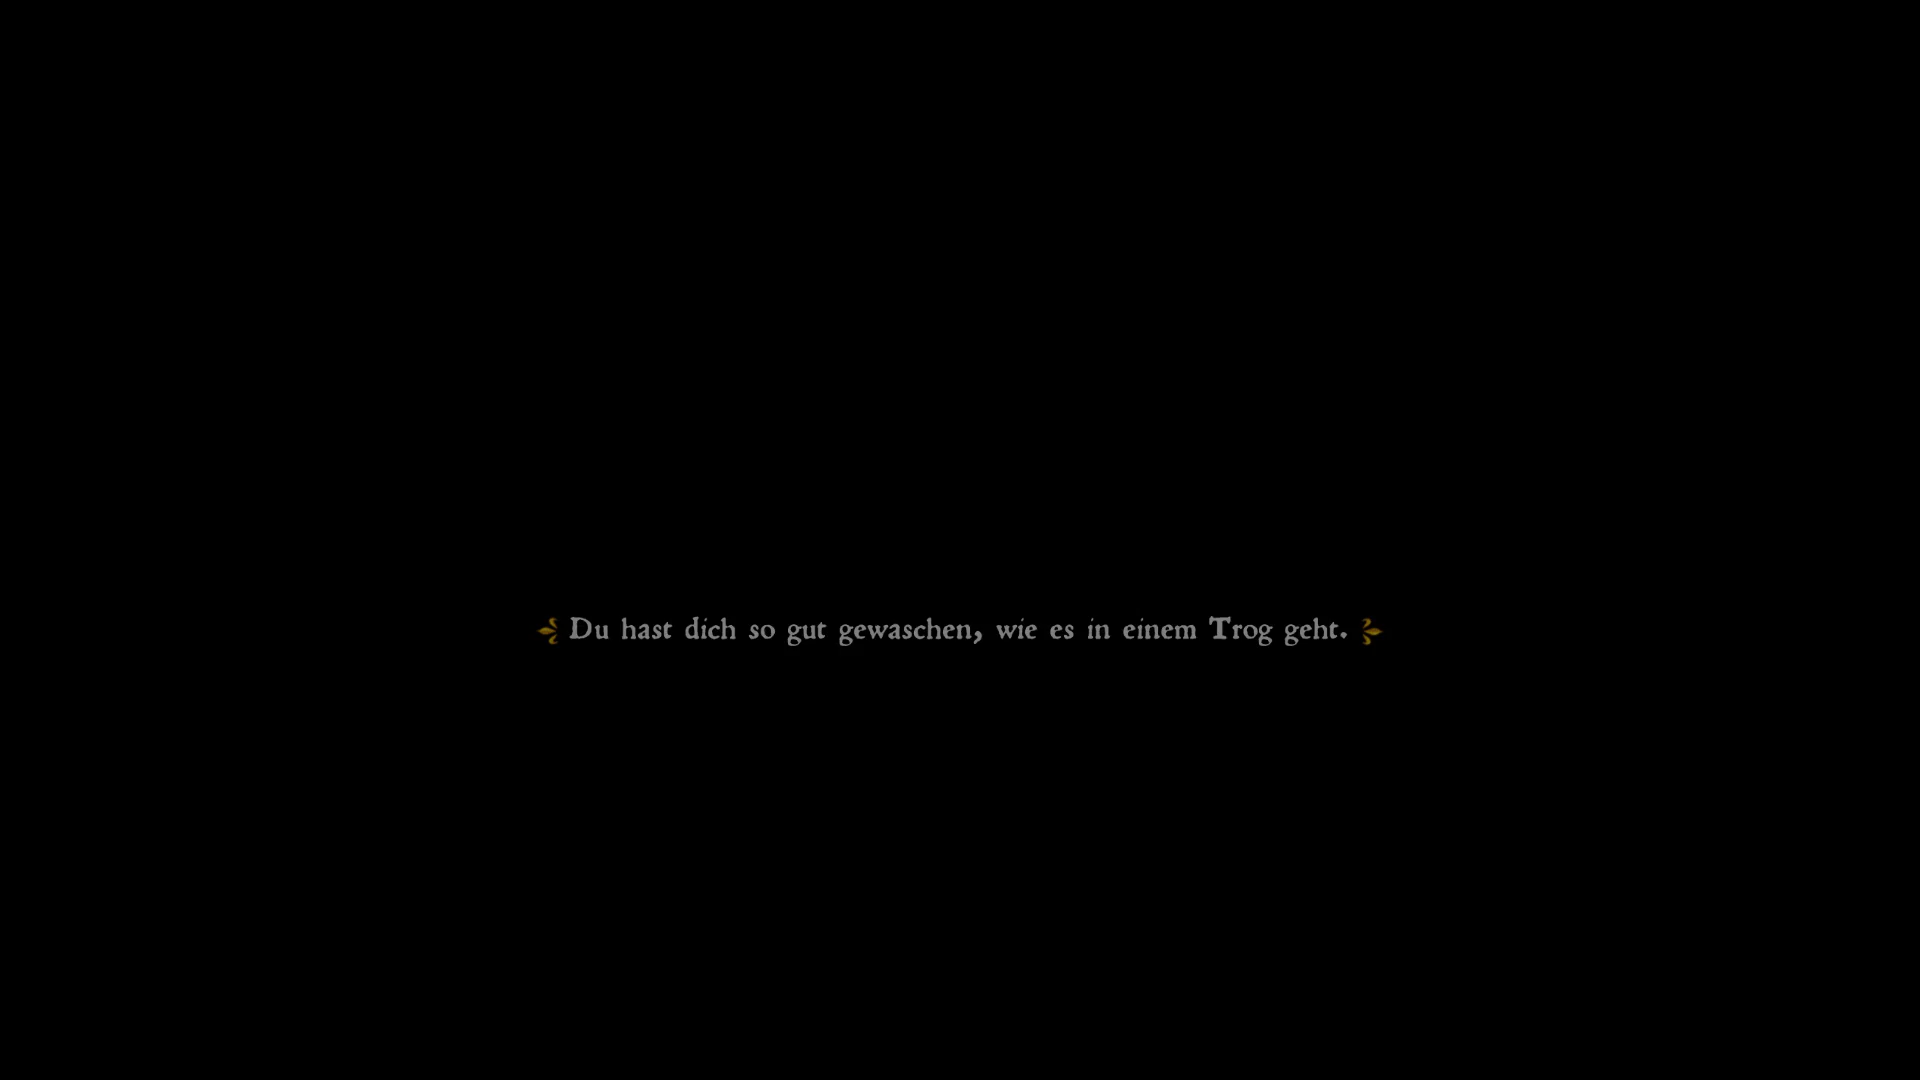 Du hast dich so gut gewaschen, wie es in einem Trog geht.